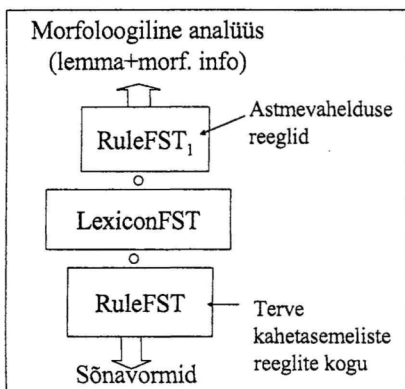 Morfoloogiline analüüs
(lemma+morf. info)
Astmevahelduse
reeglid
RuleFST₁
LexiconFST
RuleFST
Terve
kahetasemeliste
reeglite kogu
Sõnavormid